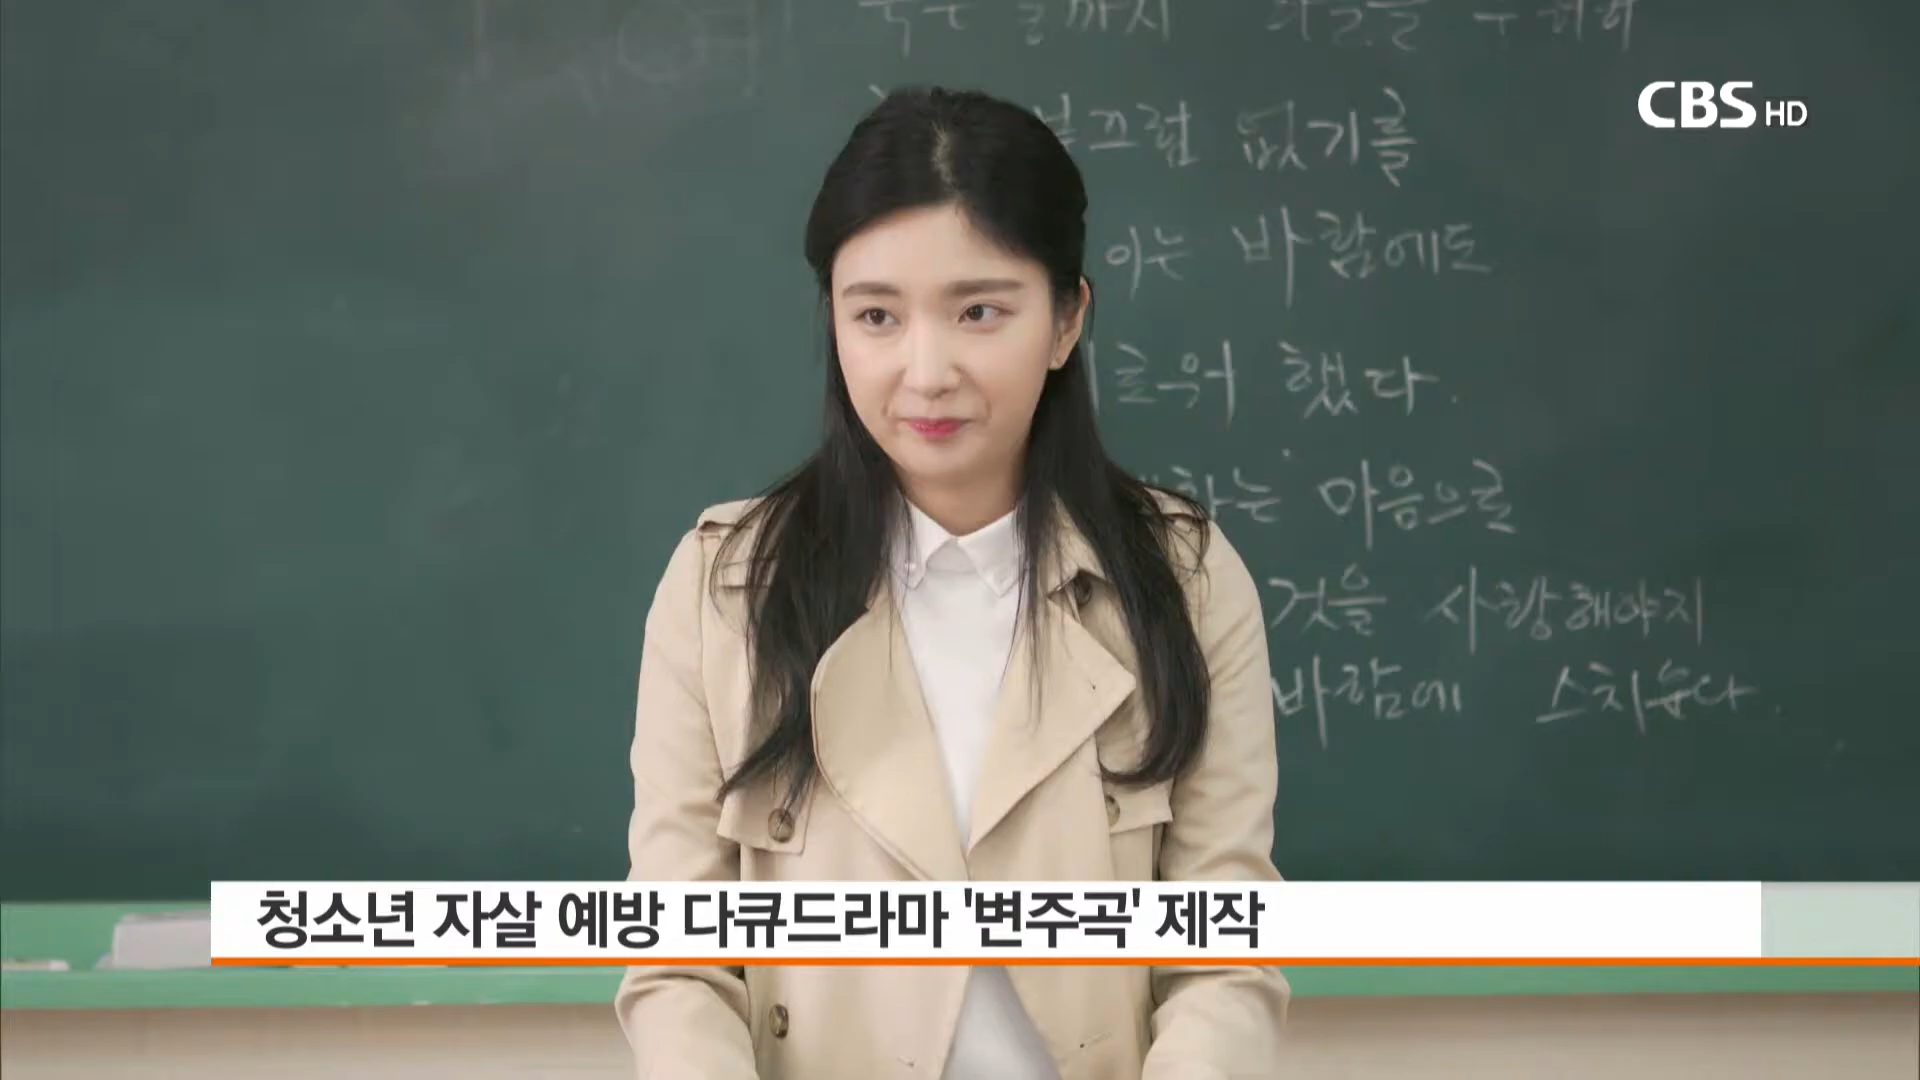 CBS HD
부끄럼 없기를
이는 바람에도
로워 했다.
하는 마음으로
것을 사랑해야지
바람에 스치운다.
청소년 자살 예방 다큐드라마 '변주곡' 제작